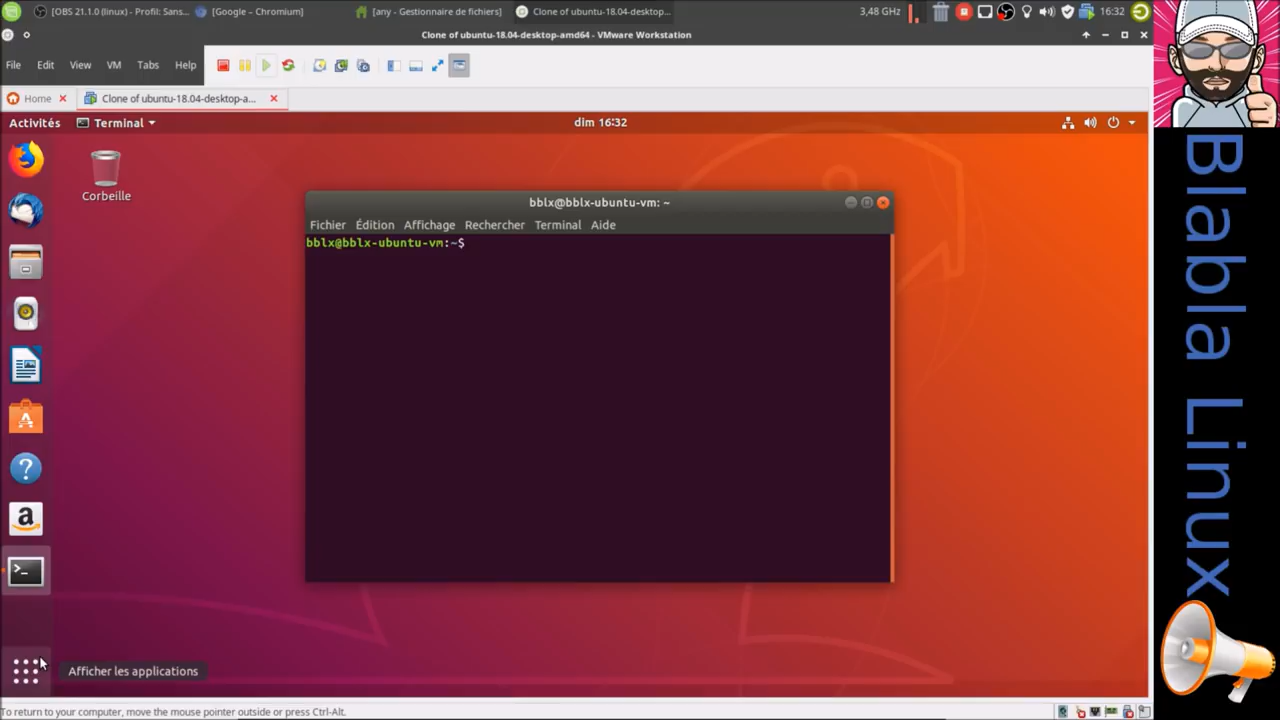 [OBS 21.1.0 (linux) - Profil: Sans...
[Google – Chromium]
[any - Gestionnaire de fichiers]
Clone of ubuntu-18.04-desktop...
3,48 GHz
16:32
Clone of ubuntu-18.04-desktop-amd64 - VMware Workstation
File Edit View VM Tabs Help
Home
Clone of ubuntu-18.04-desktop-a...
Activités
Terminal
dim 16:32
Corbeille
bblx@bblx-ubuntu-vm: ~
Fichier Édition Affichage Rechercher Terminal Aide
bblx@bblx-ubuntu-vm:~$
Afficher les applications
To return to your computer, move the mouse pointer outside or press Ctrl-Alt.
Blabla Linux